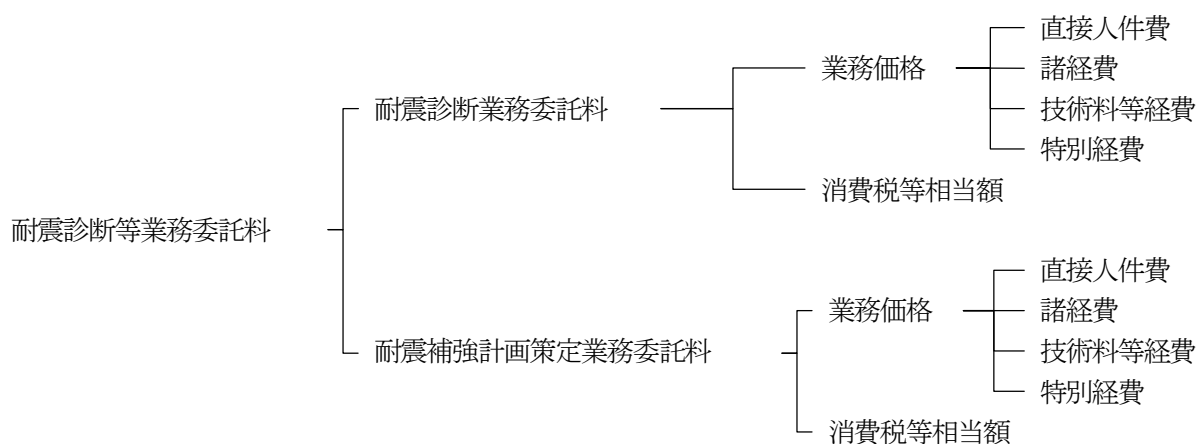 耐震診断等業務委託料
耐震診断業務委託料
業務価格
直接人件費
諸経費
技術料等経費
特別経費
消費税等相当額
耐震補強計画策定業務委託料
業務価格
直接人件費
諸経費
技術料等経費
特別経費
消費税等相当額